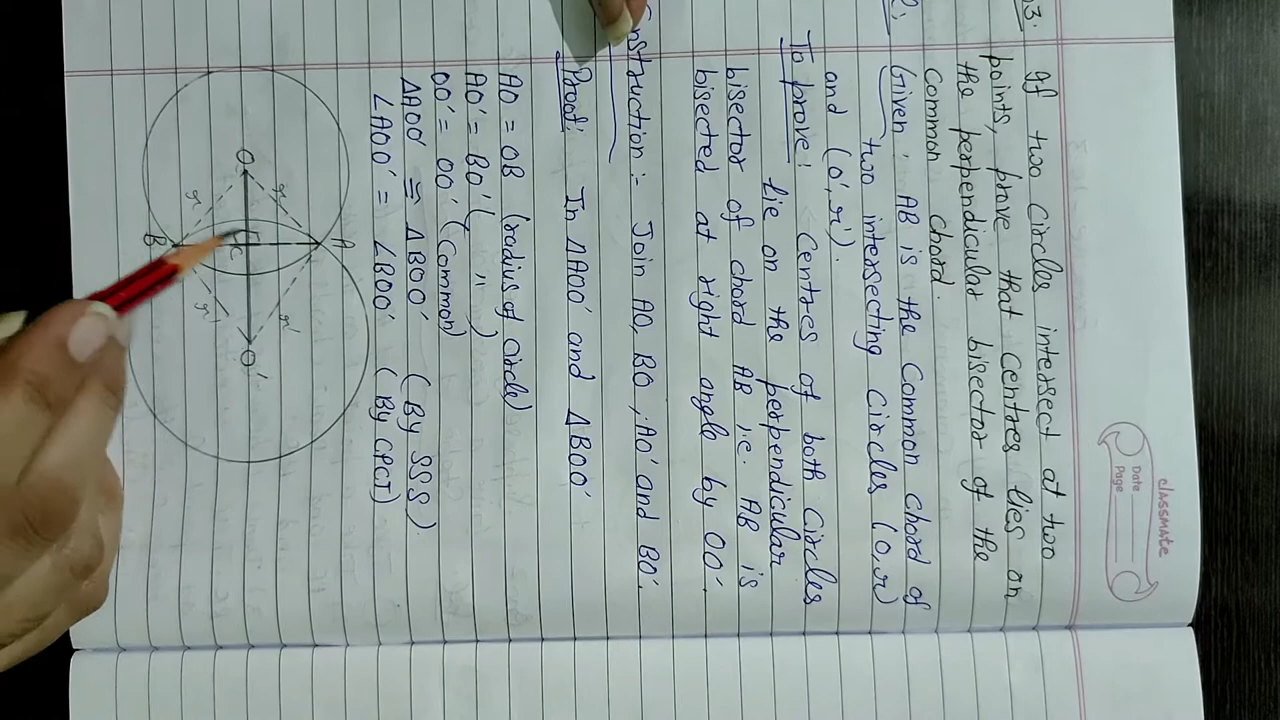 classmate
Date
Page
3.
If two circles intersect at two
points, prove that centres lies on
the perpendicular bisector of the
common chord.
Given : AB is the common chord of
two intersecting circles (O,r)
and (O',r').
To prove : Centres of both circles
lie on the perpendicular
bisector of chord AB i.e. AB is
bisected at right angle by OO'.
nstruction :- Join AO, BO, AO' and BO'.
Proof : In ΔAOO' and ΔBOO'
AO = OB (radius of circle)
AO' = BO' ( " )
OO' = OO' (Common)
ΔAOO' ≅ ΔBOO' (By SSS).
∠AOO' = ∠BOO' (By CPCT)
A
r
r'
O
C
O'
r
r'
B